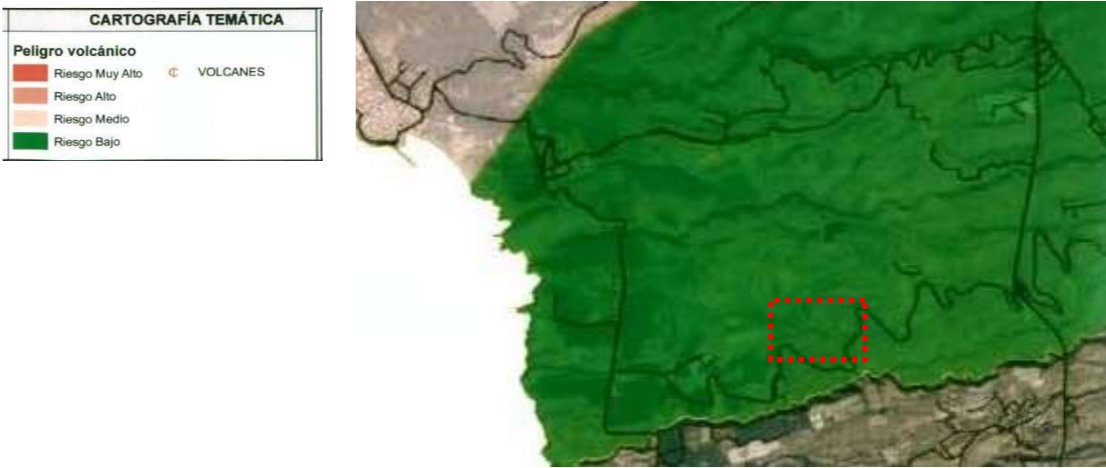 CARTOGRAFÍA TEMÁTICA
Peligro volcánico
Riesgo Muy Alto
VOLCANES
Riesgo Alto
Riesgo Medio
Riesgo Bajo